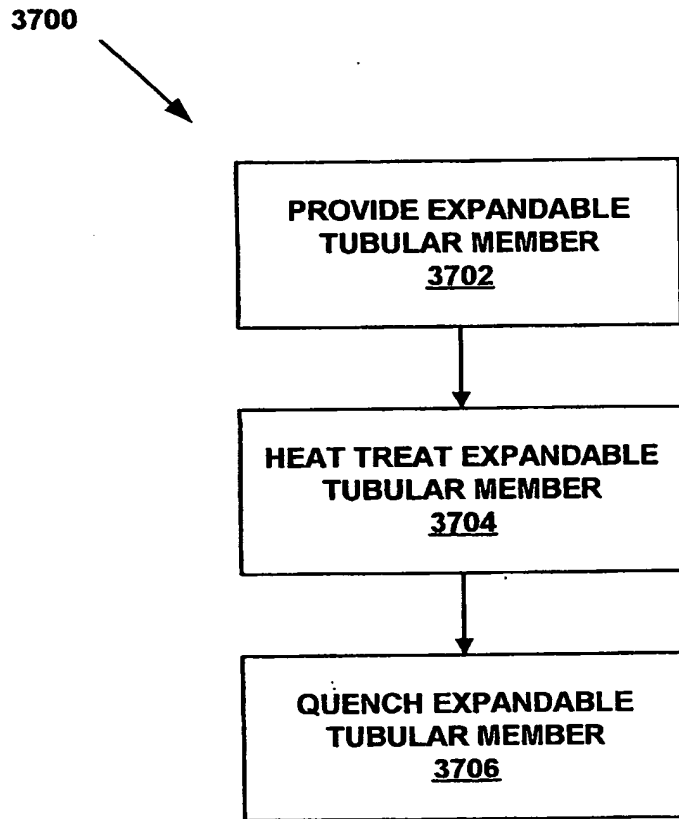 3700
PROVIDE EXPANDABLE
TUBULAR MEMBER
3702
HEAT TREAT EXPANDABLE
TUBULAR MEMBER
3704
QUENCH EXPANDABLE
TUBULAR MEMBER
3706